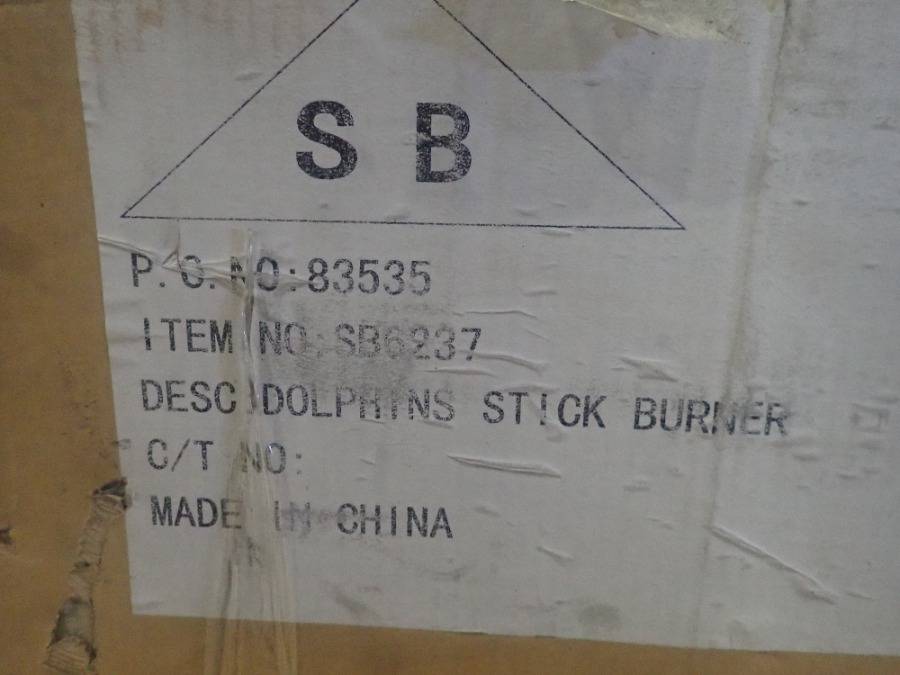 S B
P.O.NO:83535
ITEM NO:SB6237
DESC:DOLPHINS STICK BURNER
C/T NO:
MADE IN CHINA